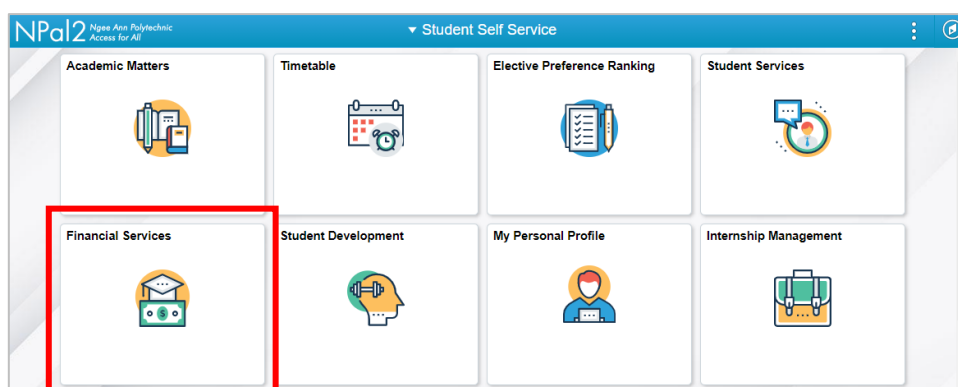 NPal2 Ngee Ann Polytechnic
Access for All
Student Self Service
Academic Matters
Timetable
Elective Preference Ranking
Student Services
Financial Services
Student Development
My Personal Profile
Internship Management